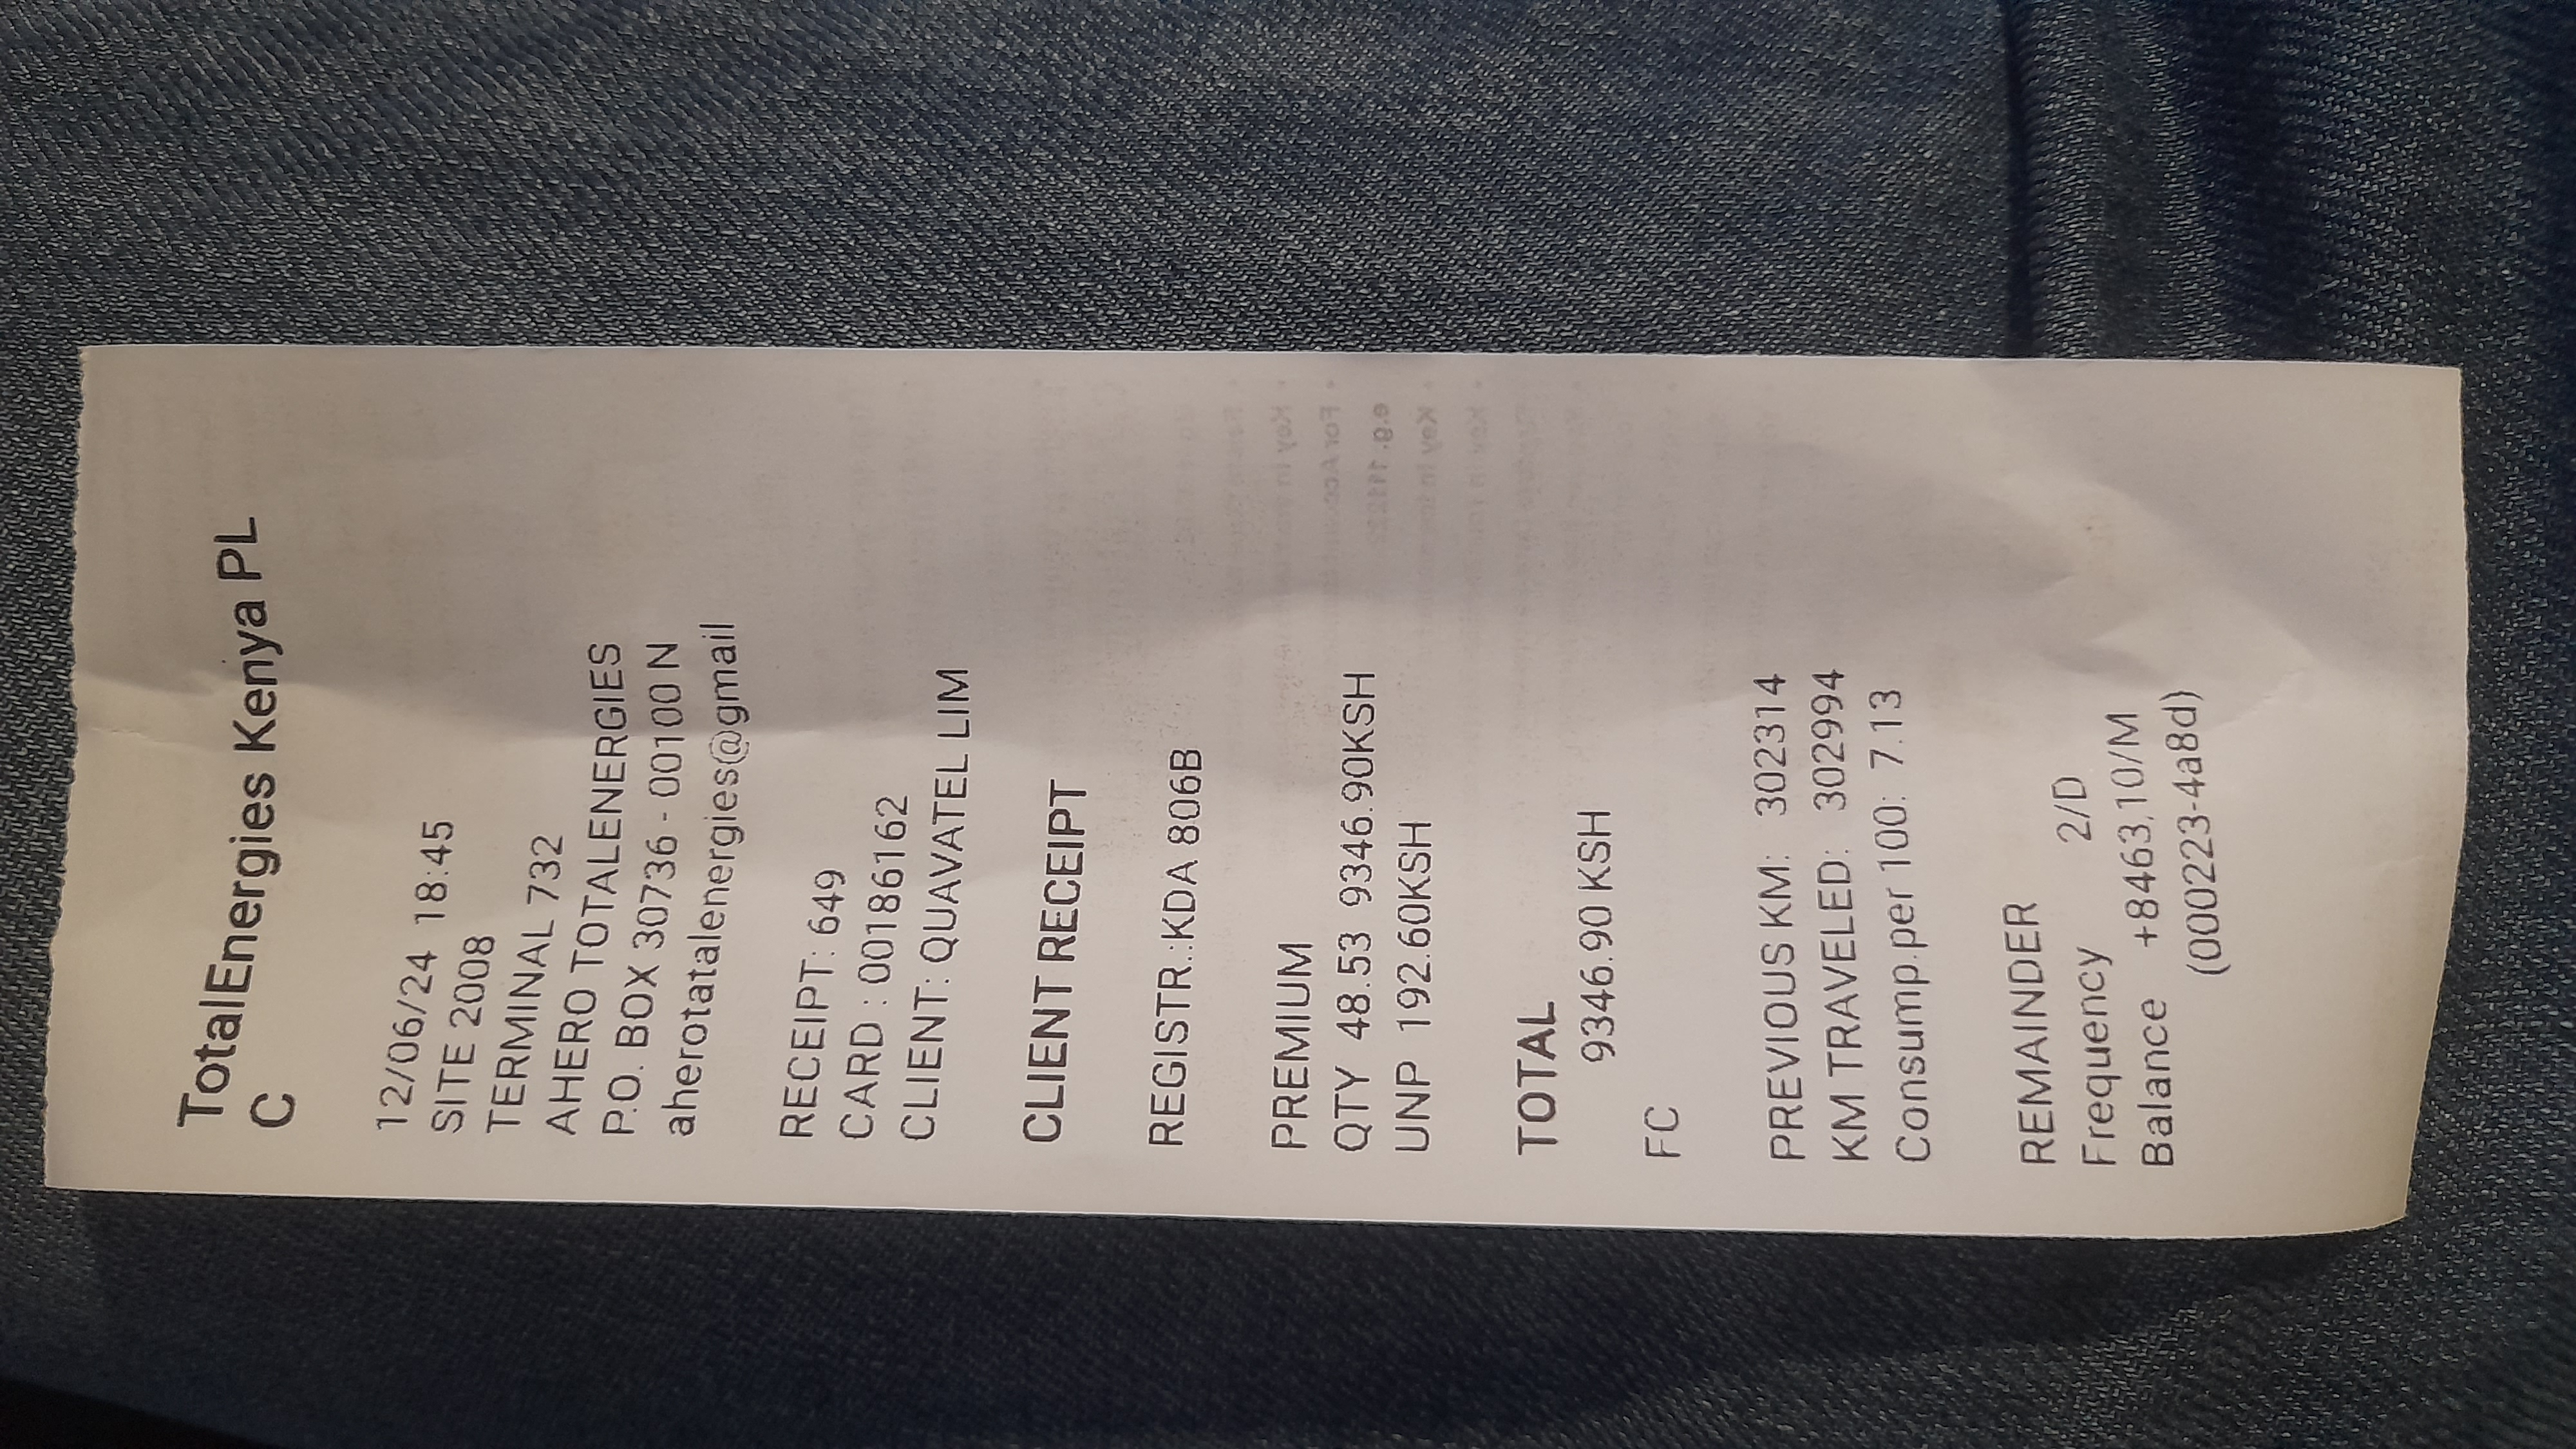 TotalEnergies Kenya PL
C
12/06/24 18:45
SITE 2008
TERMINAL 732
AHERO TOTALENERGIES
P.O. BOX 30736 - 00100 N
aherotatalenergies@gmail
RECEIPT: 649
CARD : 00186162
CLIENT: QUAVATEL LIM
CLIENT RECEIPT
REGISTR.:KDA 806B
PREMIUM
QTY 48.53 9346.90KSH
UNP 192.60KSH
TOTAL
9346.90 KSH
FC
PREVIOUS KM: 302314
KM TRAVELED: 302994
Consump.per 100: 7.13
REMAINDER
Frequency 2/D
Balance +8463,10/M
(000223-4a8d)